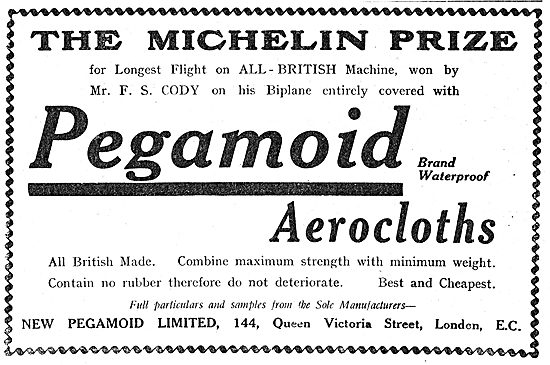 THE MICHELIN PRIZE
for Longest Flight on ALL-BRITISH Machine, won by
Mr. F. S. CODY on his Biplane entirely covered with
Pegamoid Brand
Waterproof
Aerocloths
All British Made. Combine maximum strength with minimum weight.
Contain no rubber therefore do not deteriorate. Best and Cheapest.
Full particulars and samples from the Sole Manufacturers—
NEW PEGAMOID LIMITED, 144, Queen Victoria Street, London, E.C.